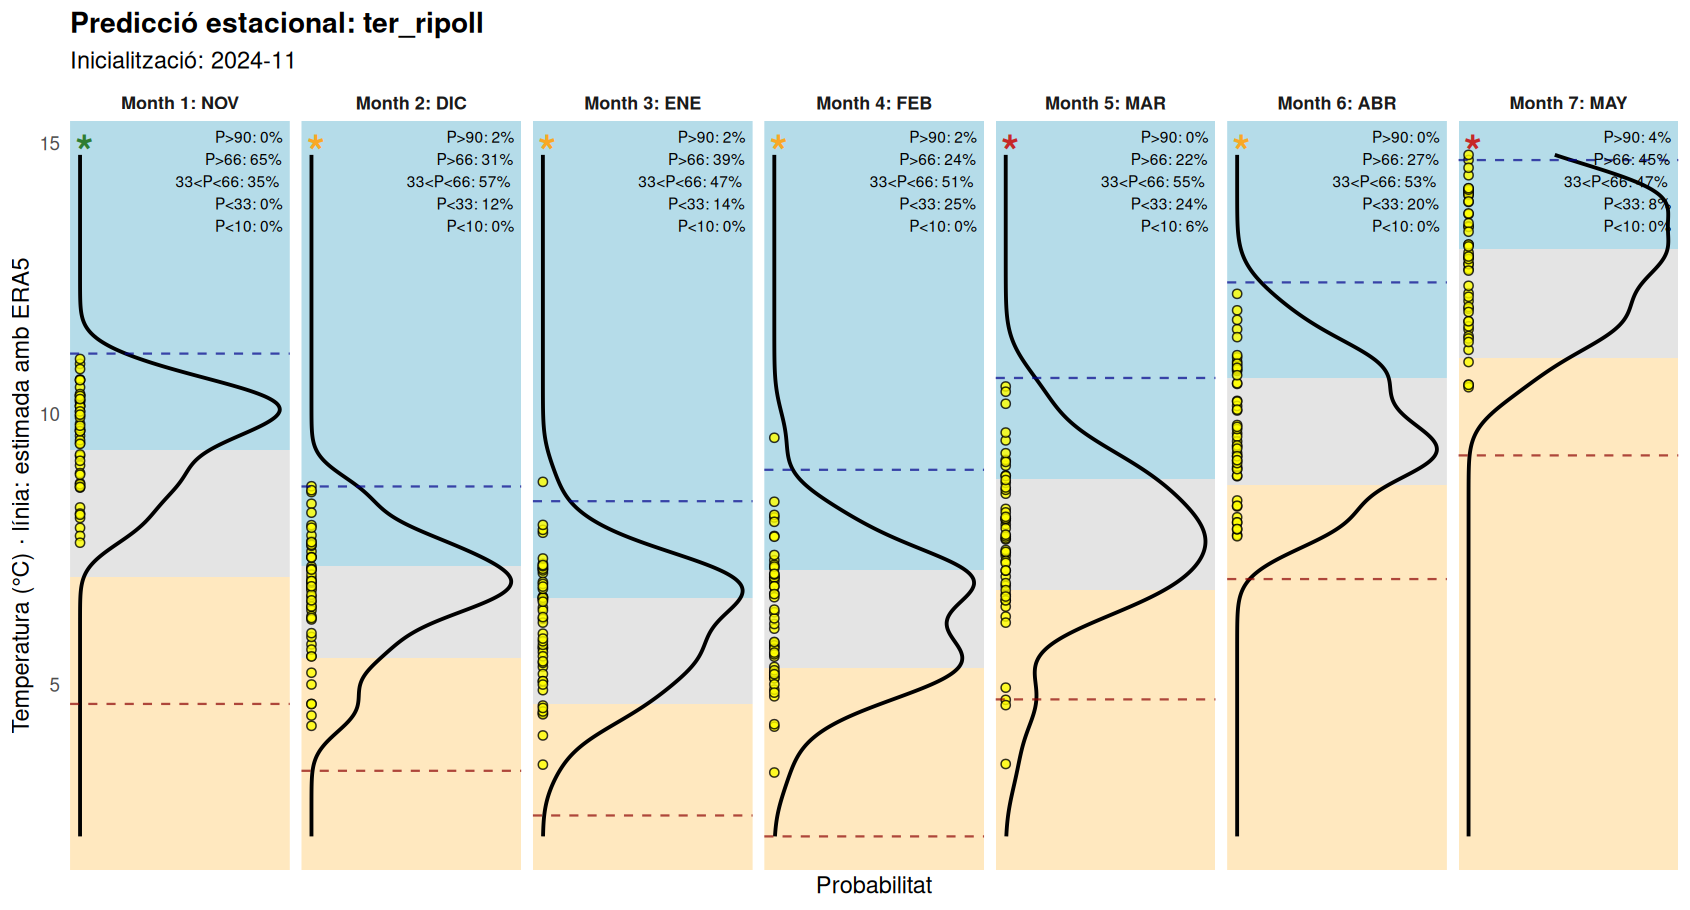 Predicció estacional: ter_ripoll
Inicialització: 2024-11
Month 1: NOV
Month 2: DIC
Month 3: ENE
Month 4: FEB
Month 5: MAR
Month 6: ABR
Month 7: MAY
Temperatura (°C) · línia: estimada amb ERA5
15
10
5
*
P>90: 0%
P>66: 65%
33<P<66: 35%
P<33: 0%
P<10: 0%
*
P>90: 2%
P>66: 31%
33<P<66: 57%
P<33: 12%
P<10: 0%
*
P>90: 2%
P>66: 39%
33<P<66: 47%
P<33: 14%
P<10: 0%
*
P>90: 2%
P>66: 24%
33<P<66: 51%
P<33: 25%
P<10: 0%
*
P>90: 0%
P>66: 22%
33<P<66: 55%
P<33: 24%
P<10: 6%
*
P>90: 0%
P>66: 27%
33<P<66: 53%
P<33: 20%
P<10: 0%
*
P>90: 4%
P>66: 45%
33<P<66: 47%
P<33: 8%
P<10: 0%
Probabilitat